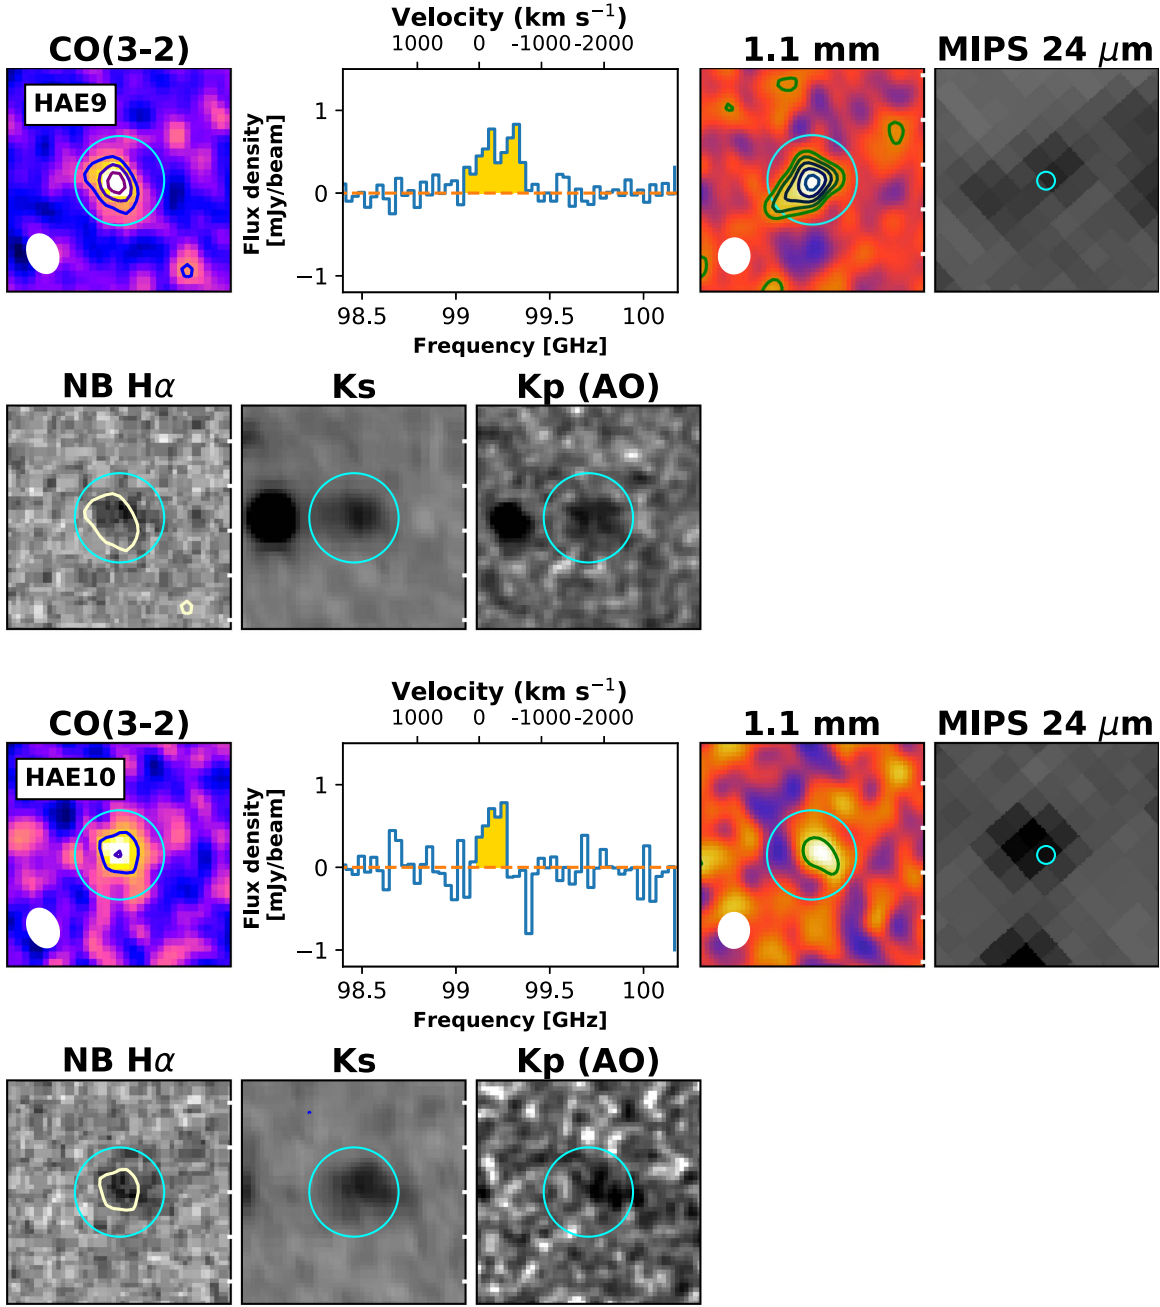 Velocity (km s⁻¹)
CO(3-2)
1000 0 -1000 -2000
1.1 mm
MIPS 24 μm
HAE9
1
0
−1
Flux density
[mJy/beam]
98.5 99 99.5 100
Frequency [GHz]
NB Hα
Ks
Kp (AO)
Velocity (km s⁻¹)
CO(3-2)
1000 0 -1000 -2000
1.1 mm
MIPS 24 μm
HAE10
1
0
−1
Flux density
[mJy/beam]
98.5 99 99.5 100
Frequency [GHz]
NB Hα
Ks
Kp (AO)